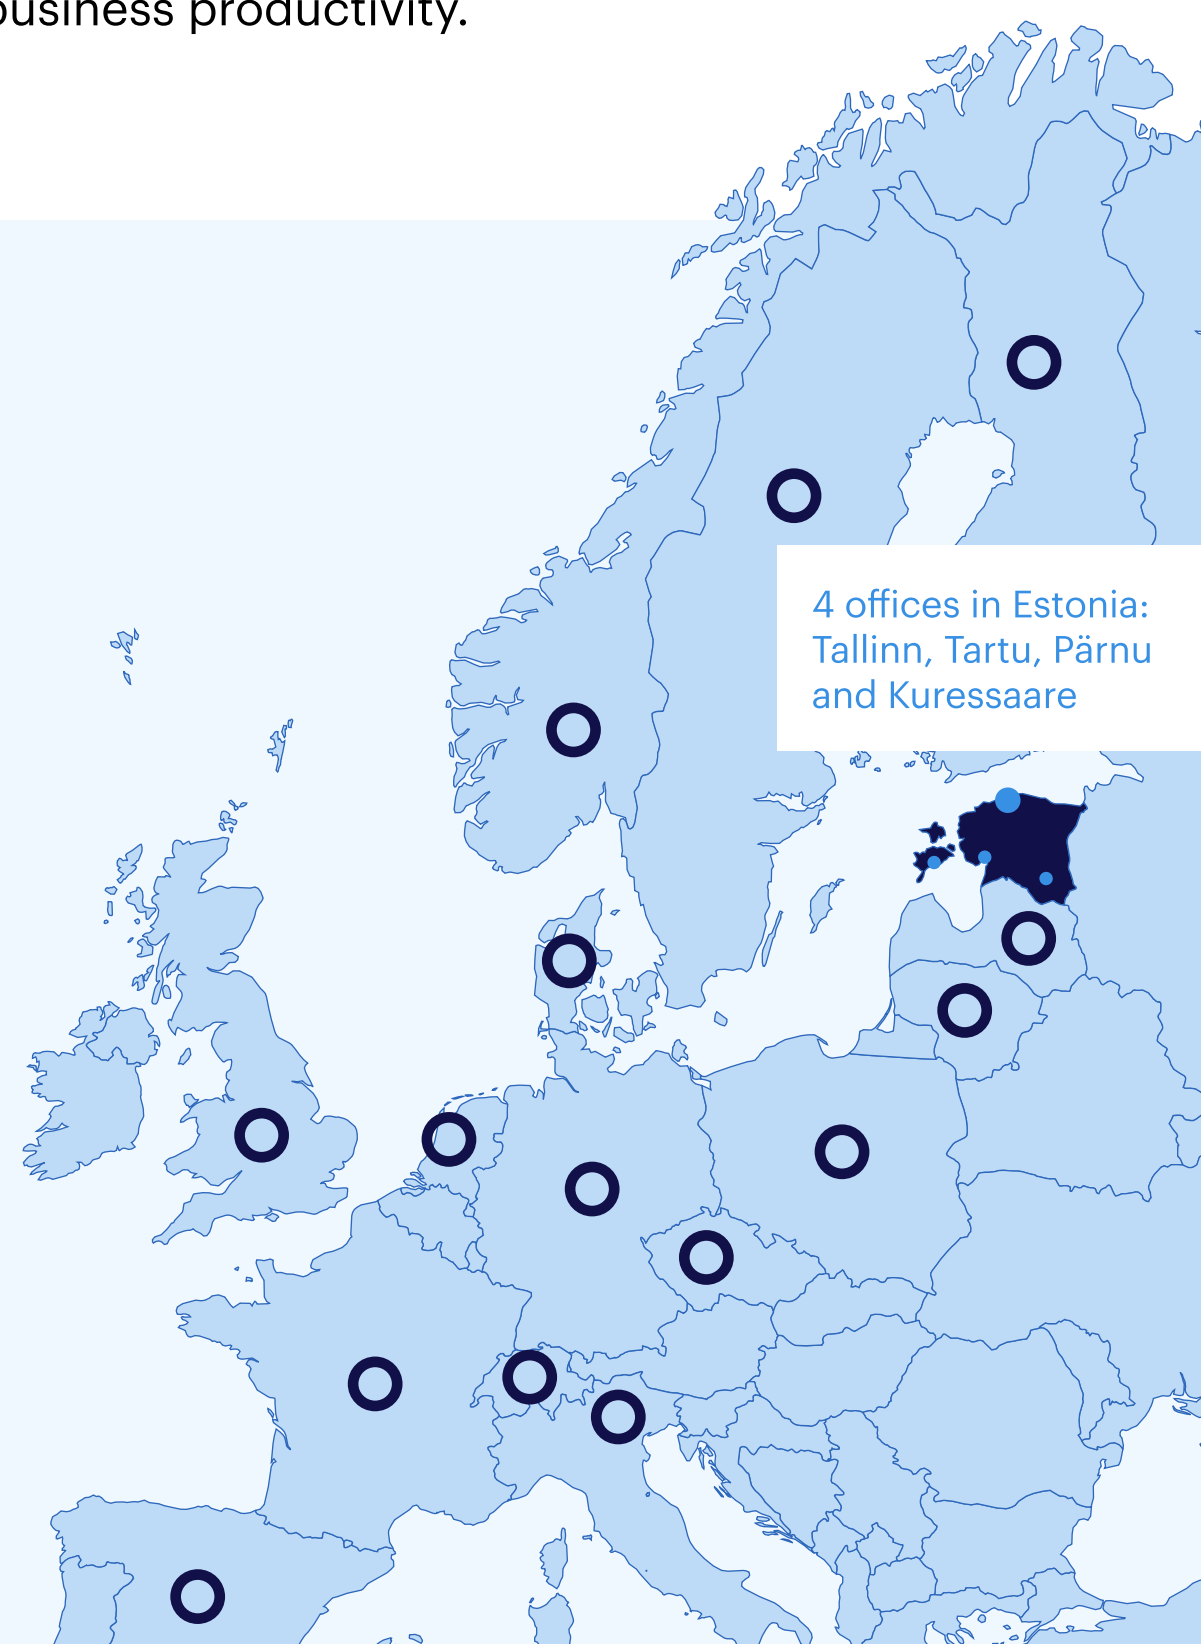 business productivity.
4 offices in Estonia:
Tallinn, Tartu, Pärnu
and Kuressaare